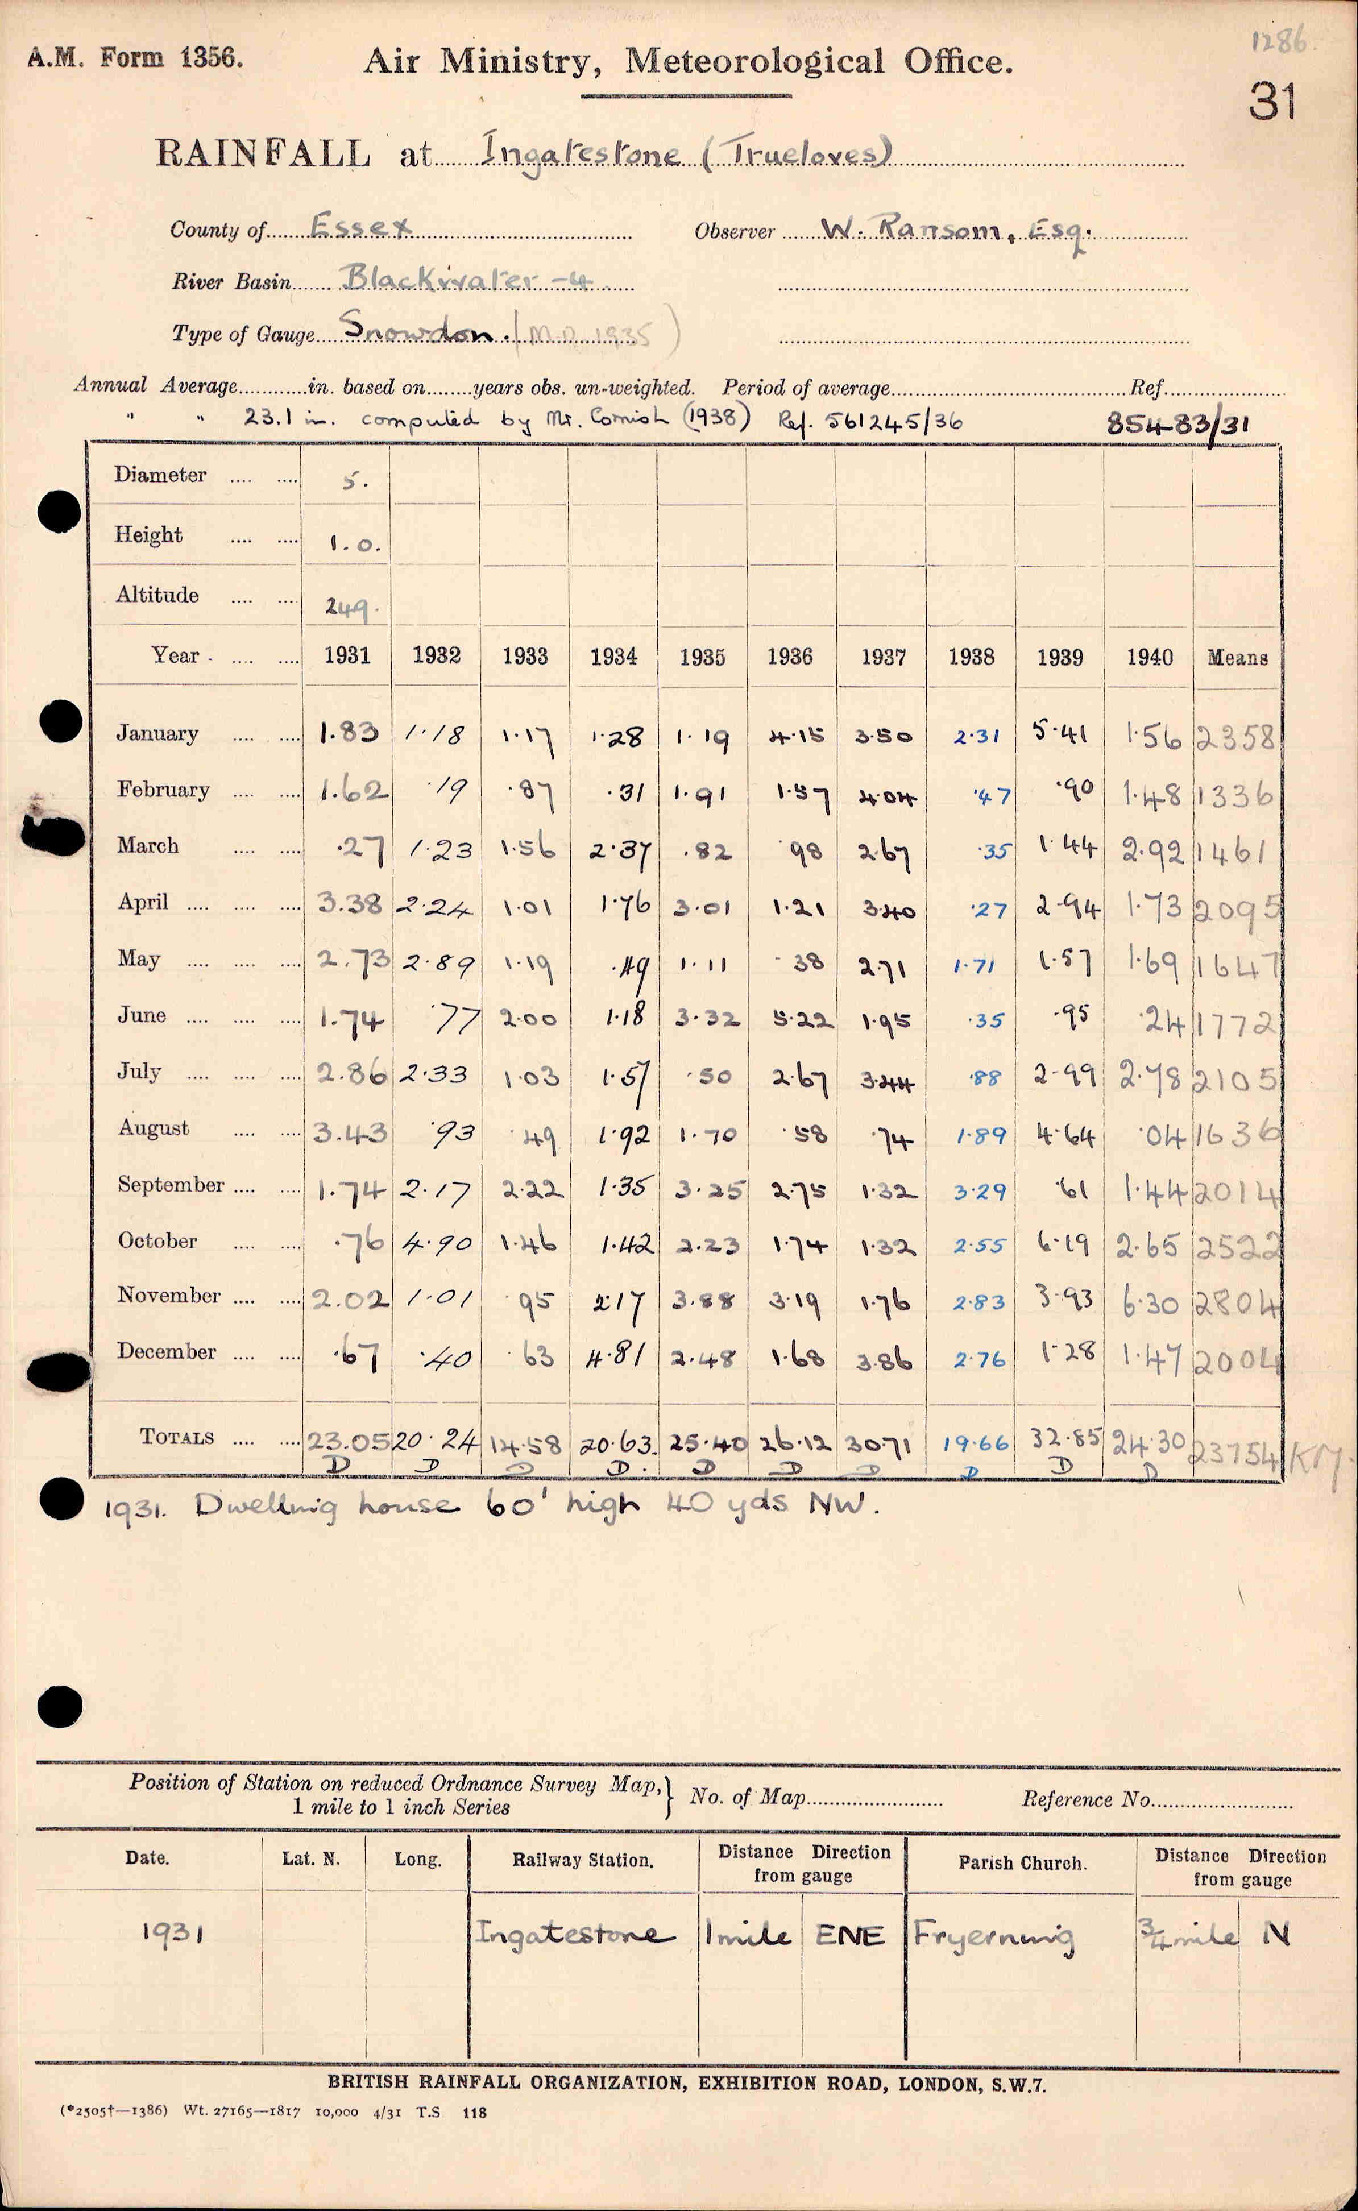 1286
A.M. Form 1356. Air Ministry, Meteorological Office.
31
RAINFALL at Ingatestone (Trueloves)
County of Essex Observer W. Ransom, Esq.
River Basin Blackwater -4
Type of Gauge Snowdon. (M.O. 1935)
Annual Average in. based on years obs. un-weighted. Period of average Ref.
" " 23.1 in. computed by Mr. Cornish (1938) Ref. 561245/36 85483/31
Diameter 5.
Height 1.0.
Altitude 249.
Year 1931 1932 1933 1934 1935 1936 1937 1938 1939 1940 Means
January 1.83 1.18 1.17 1.28 1.19 4.15 3.50 2.31 5.41 1.56 2358
February 1.62 .19 .87 .31 1.91 1.57 4.04 .47 .90 1.48 1336
March .27 1.23 1.56 2.37 .82 .98 2.67 .35 1.44 2.92 1461
April 3.38 2.24 1.01 1.76 3.01 1.21 3.40 .27 2.94 1.73 2095
May 2.73 2.89 1.19 .49 1.11 .38 2.71 1.71 1.57 1.69 1647
June 1.74 .77 2.00 1.18 3.32 5.22 1.95 .35 .95 .24 1772
July 2.86 2.33 1.03 1.57 .50 2.67 3.44 .88 2.99 2.78 2105
August 3.43 .93 .49 1.92 1.70 .58 .74 1.89 4.64 .04 1636
September 1.74 2.17 2.22 1.35 3.25 2.75 1.32 3.29 .61 1.44 2014
October .76 4.90 1.46 1.42 2.23 1.74 1.32 2.55 6.19 2.65 2522
November 2.02 1.01 .95 2.17 3.88 3.19 1.76 2.83 3.93 6.30 2804
December .67 .40 .63 4.81 2.48 1.68 3.86 2.76 1.28 1.47 2004
TOTALS 23.05 20.24 14.58 20.63 25.40 26.12 30.71 19.66 32.85 24.30 23754 KM.
D D D D. D D D D D D
1931. Dwelling house 60' high 40 yds NW.
Position of Station on reduced Ordnance Survey Map, 1 mile to 1 inch Series } No. of Map Reference No.
Date. Lat. N. Long. Railway Station. Distance Direction from gauge Parish Church. Distance Direction from gauge
1931 Ingatestone 1 mile ENE Fryerning 3/4 mile N
BRITISH RAINFALL ORGANIZATION, EXHIBITION ROAD, LONDON, S.W.7.
(*2505†—1386) Wt. 27165—1817 10,000 4/31 T.S 118